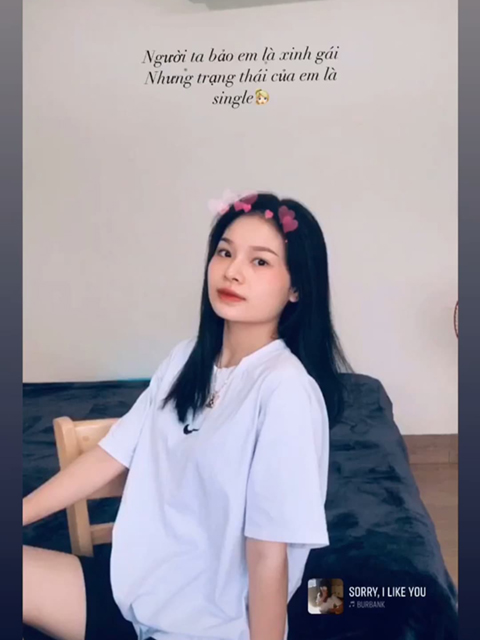 Người ta bảo em là xinh gái
Nhưng trạng thái của em là
single
SORRY, I LIKE YOU
BURBANK